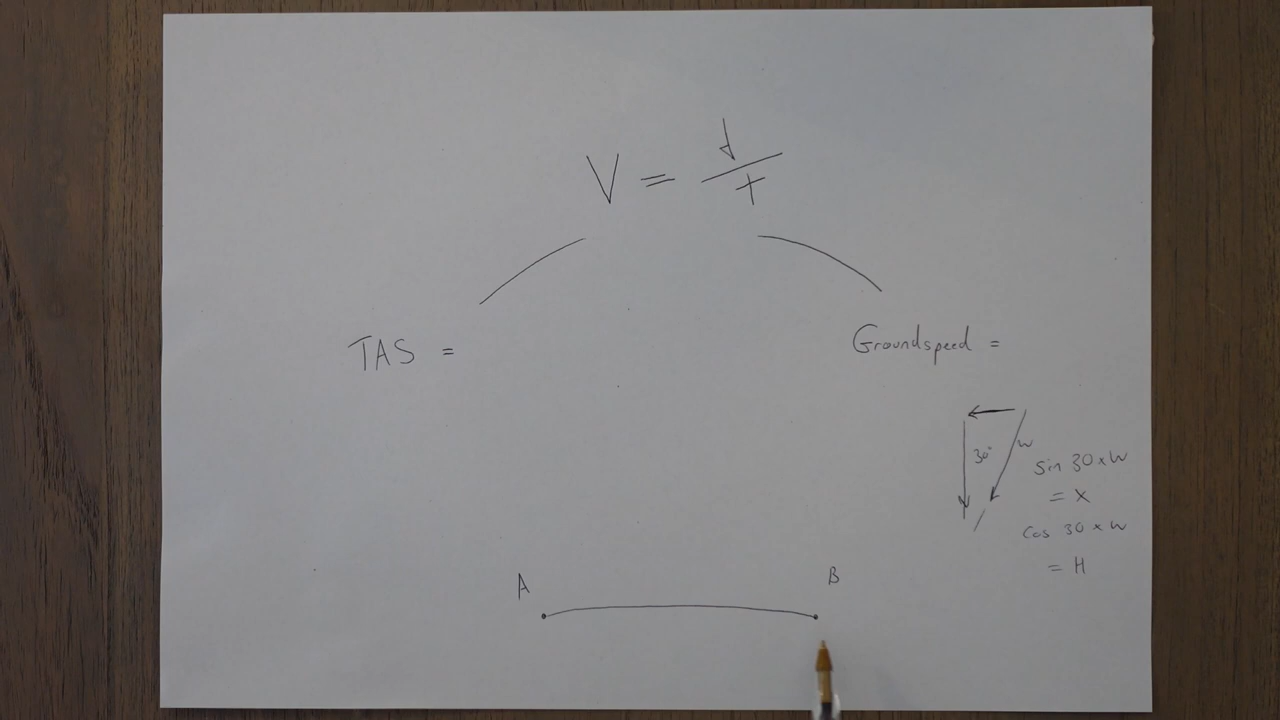 V = d/t
TAS =
Groundspeed =
30°
W
Sin 30 x W
= X
Cos 30 x W
= H
A
B